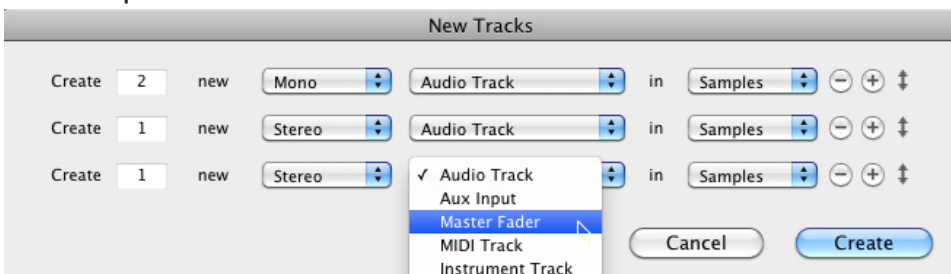 New Tracks
Create 2 new Mono Audio Track in Samples
Create 1 new Stereo Audio Track in Samples
Create 1 new Stereo ✓ Audio Track in Samples
Aux Input
Master Fader
MIDI Track
Instrument Track
Cancel Create